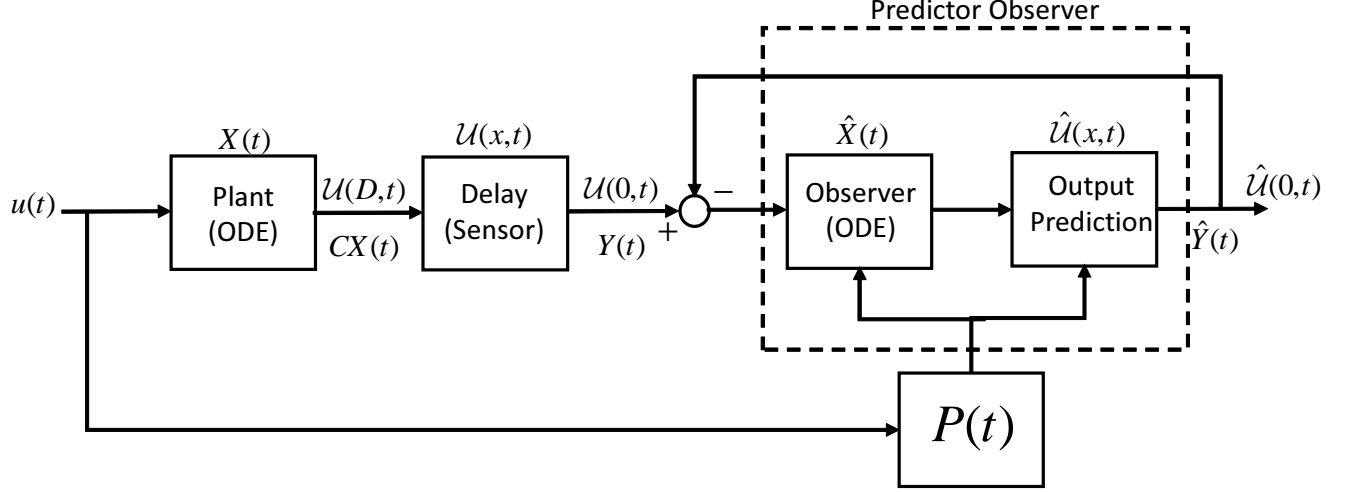 Predictor Observer
X(t)
𝒰(x,t)
X̂(t)
𝒰̂(x,t)
u(t)
Plant
(ODE)
𝒰(D,t)
CX(t)
Delay
(Sensor)
𝒰(0,t)
Y(t)
+
−
Observer
(ODE)
Output
Prediction
𝒰̂(0,t)
Ŷ(t)
P(t)